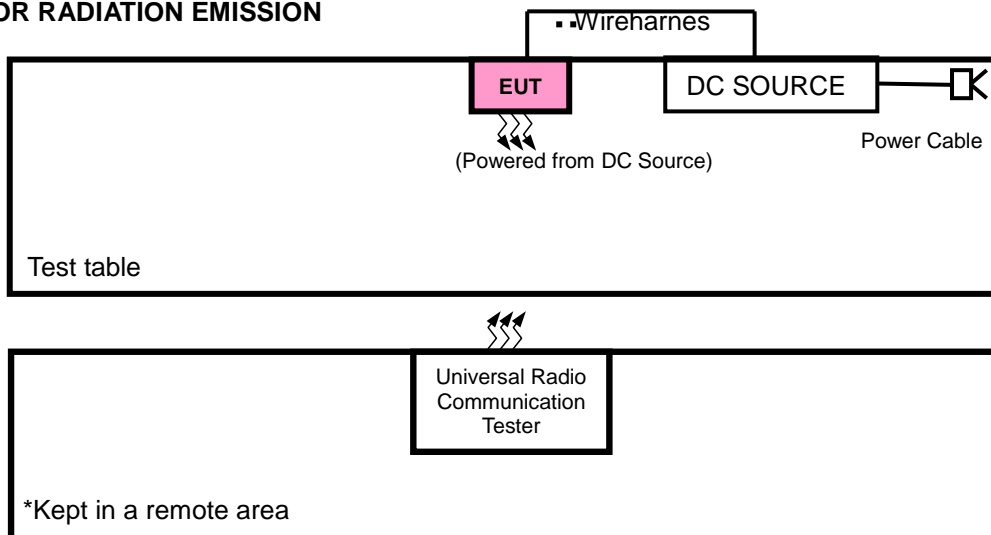 OR RADIATION EMISSION
Wireharnes
EUT
DC SOURCE
Power Cable
(Powered from DC Source)
Test table
Universal Radio
Communication
Tester
*Kept in a remote area